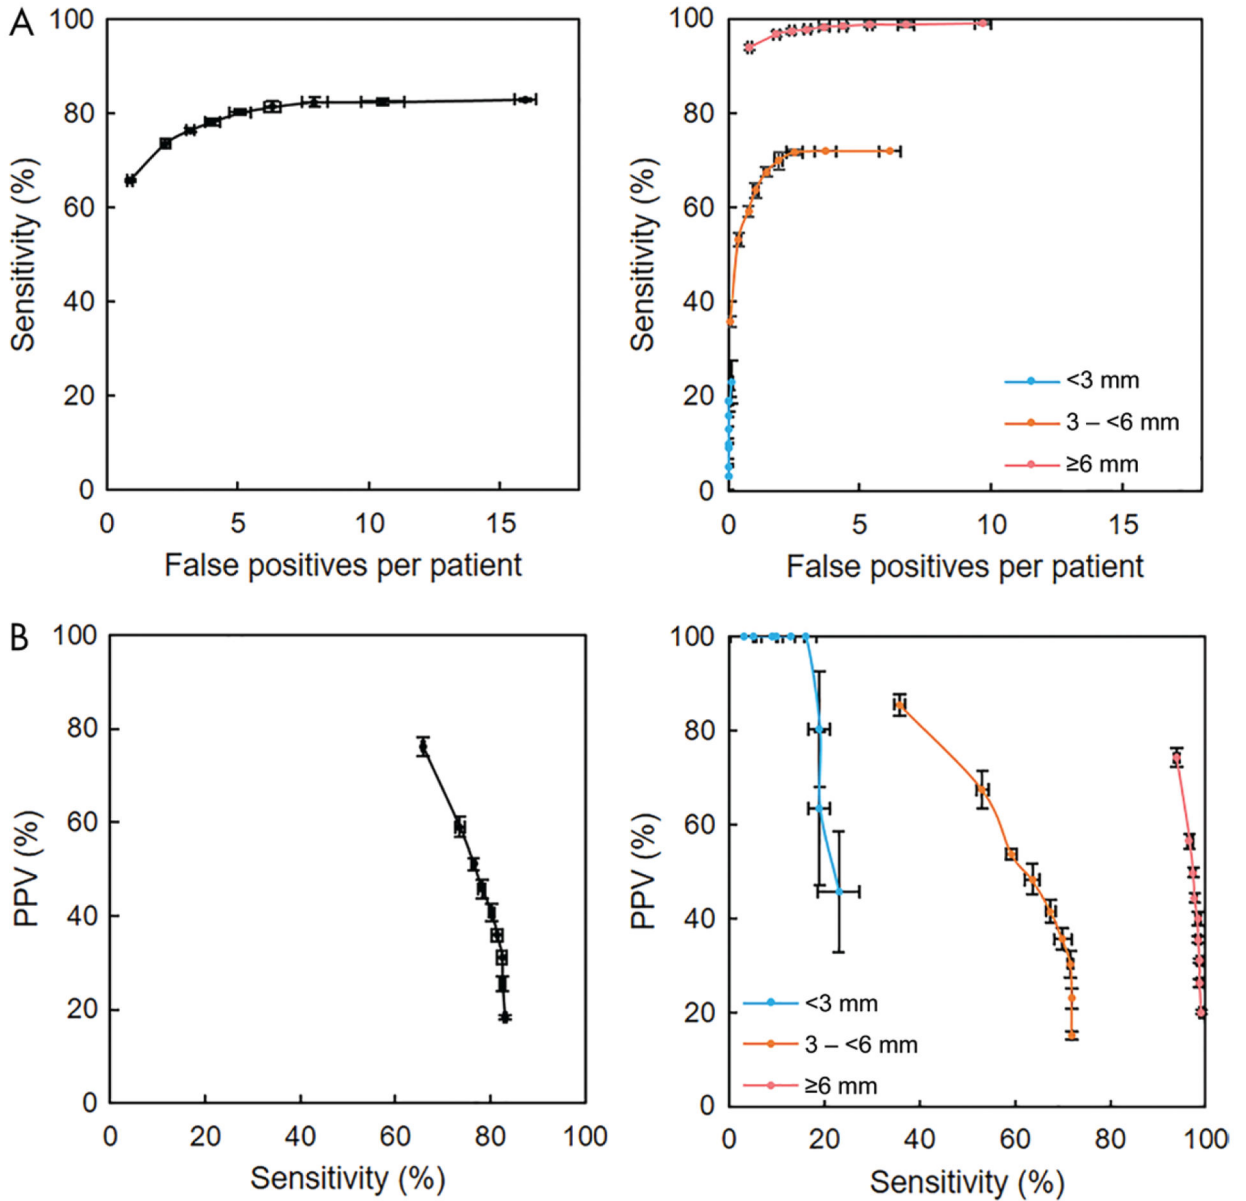 A
100
80
60
40
20
0
Sensitivity (%)
0 5 10 15
False positives per patient
100
80
60
40
20
0
Sensitivity (%)
<3 mm
3 – <6 mm
≥6 mm
0 5 10 15
False positives per patient
B
100
80
60
40
20
0
PPV (%)
0 20 40 60 80 100
Sensitivity (%)
100
80
60
40
20
0
PPV (%)
<3 mm
3 – <6 mm
≥6 mm
0 20 40 60 80 100
Sensitivity (%)